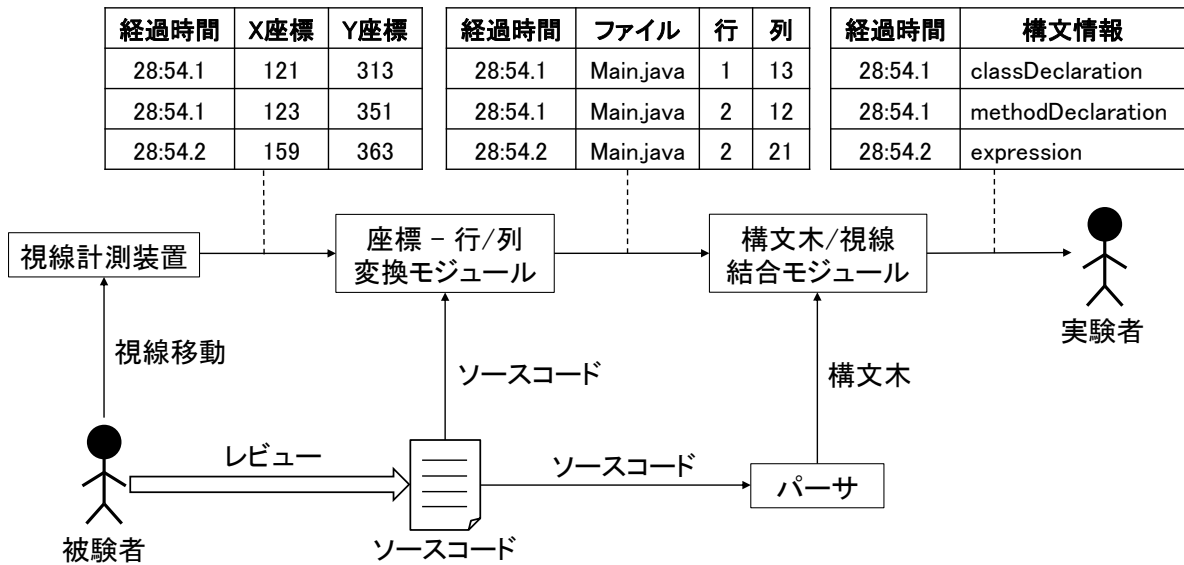 経過時間 X座標 Y座標
28:54.1 121 313
28:54.1 123 351
28:54.2 159 363
経過時間 ファイル 行 列
28:54.1 Main.java 1 13
28:54.1 Main.java 2 12
28:54.2 Main.java 2 21
経過時間 構文情報
28:54.1 classDeclaration
28:54.1 methodDeclaration
28:54.2 expression
視線計測装置
座標 - 行/列
変換モジュール
構文木/視線
結合モジュール
実験者
視線移動
ソースコード
構文木
レビュー
ソースコード
パーサ
被験者
ソースコード